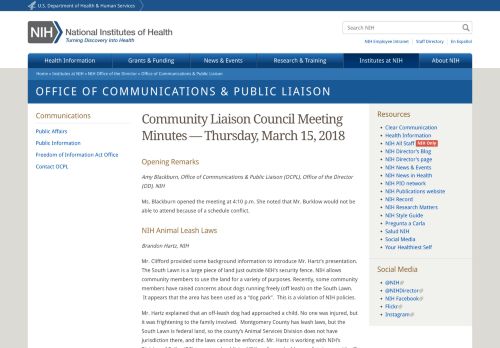 U.S. Department of Health & Human Services
NIH National Institutes of Health
Turning Discovery Into Health
Search NIH
NIH Employee Intranet | Staff Directory | En Español
Health Information Grants & Funding News & Events Research & Training Institutes at NIH About NIH
Home » Institutes at NIH » NIH Office of the Director » Office of Communications & Public Liaison
OFFICE OF COMMUNICATIONS & PUBLIC LIAISON
Communications
Public Affairs
Public Information
Freedom of Information Act Office
Contact OCPL
Community Liaison Council Meeting
Minutes — Thursday, March 15, 2018
Opening Remarks
Amy Blackburn, Office of Communications & Public Liaison (OCPL), Office of the Director
(OD), NIH
Ms. Blackburn opened the meeting at 4:10 p.m. She noted that Mr. Burklow would not be
able to attend because of a schedule conflict.
NIH Animal Leash Laws
Brandon Hartz, NIH
Mr. Clifford provided some background information to introduce Mr. Hartz's presentation.
The South Lawn is a large piece of land just outside NIH's security fence. NIH allows
community members to use the land for a variety of purposes. Recently, some community
members have raised concerns about dogs running freely (off leash) on the South Lawn.
It appears that the area has been used as a "dog park". This is a violation of NIH policies.
Mr. Hartz explained that an off-leash dog had approached a child. No one was injured, but
it was frightening to the family involved. Montgomery County has leash laws, but the
South Lawn is federal land, so the county's Animal Services Division does not have
jurisdiction there, and the laws cannot be enforced. Mr. Hartz is working with NIH's
Resources
Clear Communication
Health Information
NIH All Staff NIH Only
NIH Director's Blog
NIH Director's page
NIH News & Events
NIH News in Health
NIH PIO network
NIH Publications website
NIH Record
NIH Research Matters
NIH Style Guide
Pregunta a Carla
Salud NIH
Social Media
Your Healthiest Self
Social Media
@NIH
@NIHDirector
NIH Facebook
Flickr
Instagram